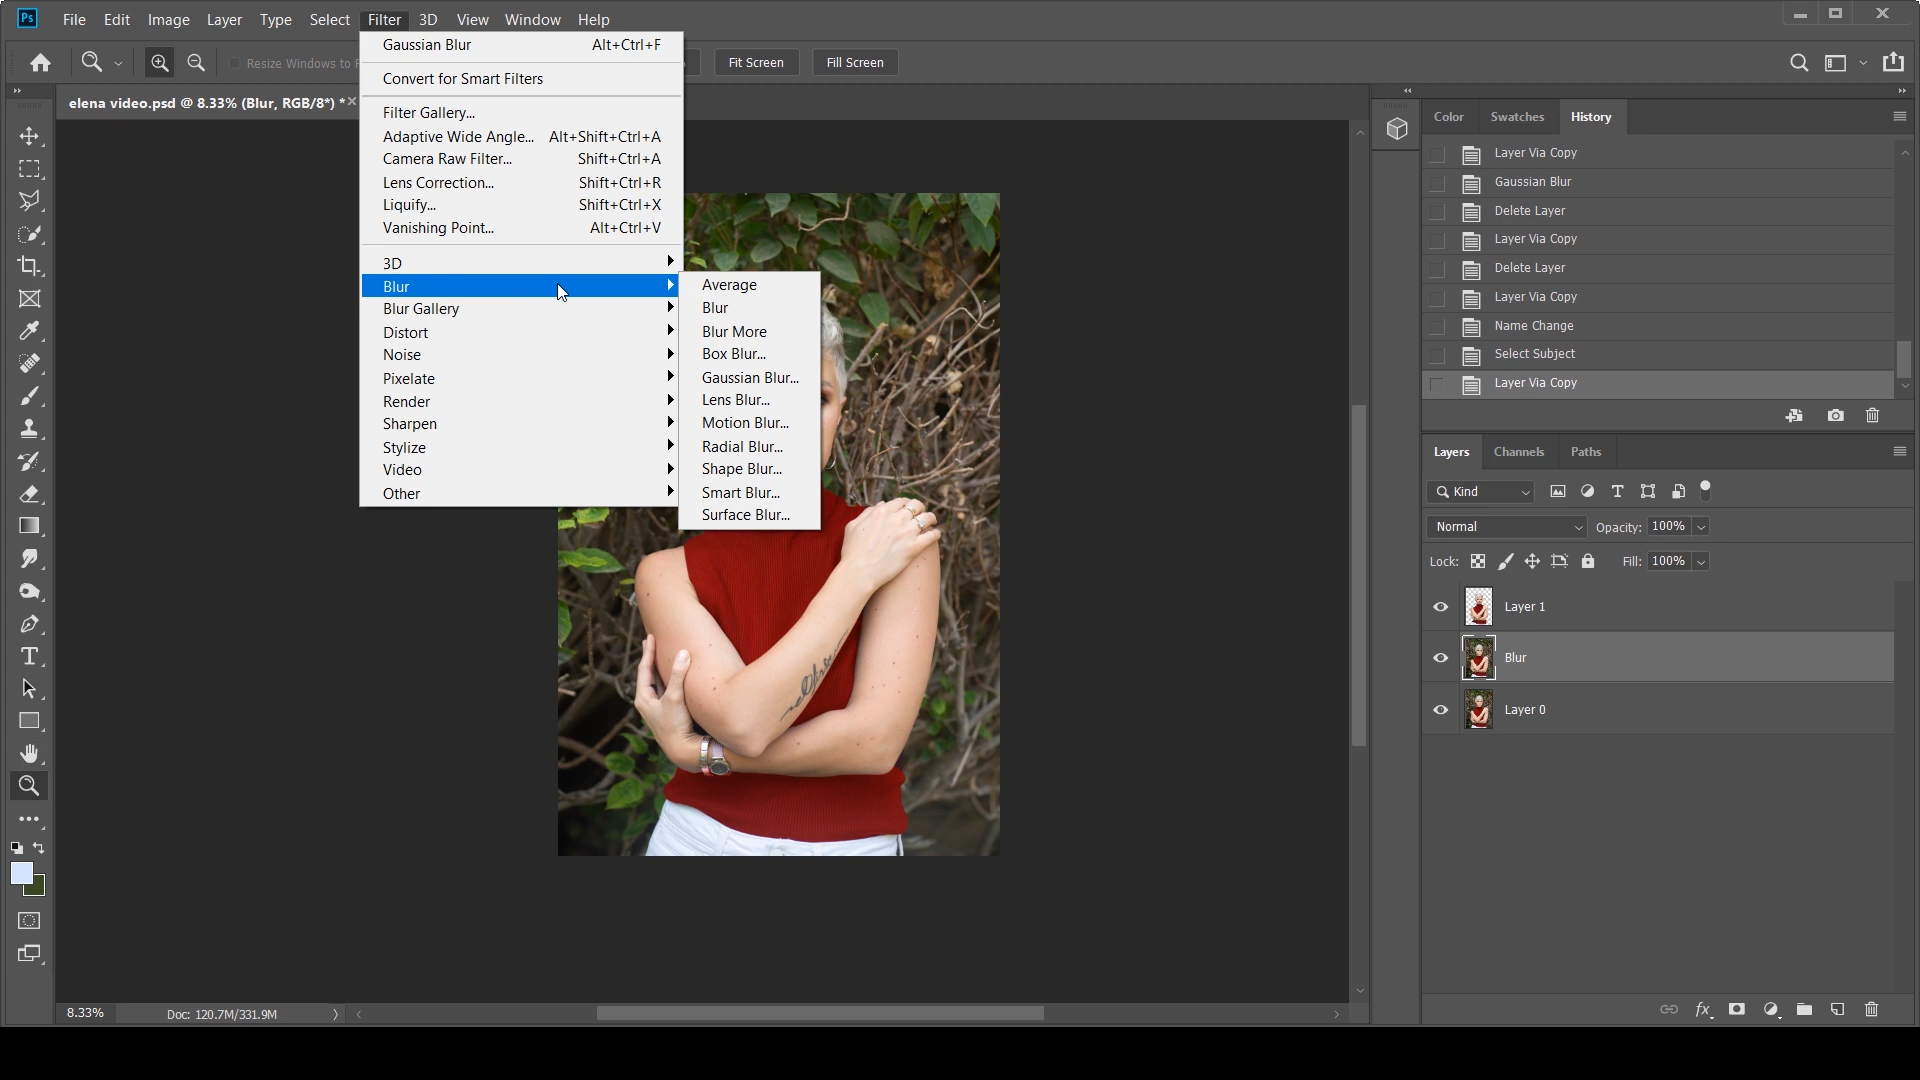 Ps File Edit Image Layer Type Select Filter 3D View Window Help
Resize Windows to F
Fit Screen Fill Screen
elena video.psd @ 8.33% (Blur, RGB/8*) *
Gaussian Blur Alt+Ctrl+F
Convert for Smart Filters
Filter Gallery...
Adaptive Wide Angle... Alt+Shift+Ctrl+A
Camera Raw Filter... Shift+Ctrl+A
Lens Correction... Shift+Ctrl+R
Liquify... Shift+Ctrl+X
Vanishing Point... Alt+Ctrl+V
3D
Blur
Blur Gallery
Distort
Noise
Pixelate
Render
Sharpen
Stylize
Video
Other
Average
Blur
Blur More
Box Blur...
Gaussian Blur...
Lens Blur...
Motion Blur...
Radial Blur...
Shape Blur...
Smart Blur...
Surface Blur...
Color Swatches History
Layer Via Copy
Gaussian Blur
Delete Layer
Layer Via Copy
Delete Layer
Layer Via Copy
Name Change
Select Subject
Layer Via Copy
Layers Channels Paths
Kind
Normal Opacity: 100%
Lock: Fill: 100%
Layer 1
Blur
Layer 0
fx
8.33% Doc: 120.7M/331.9M